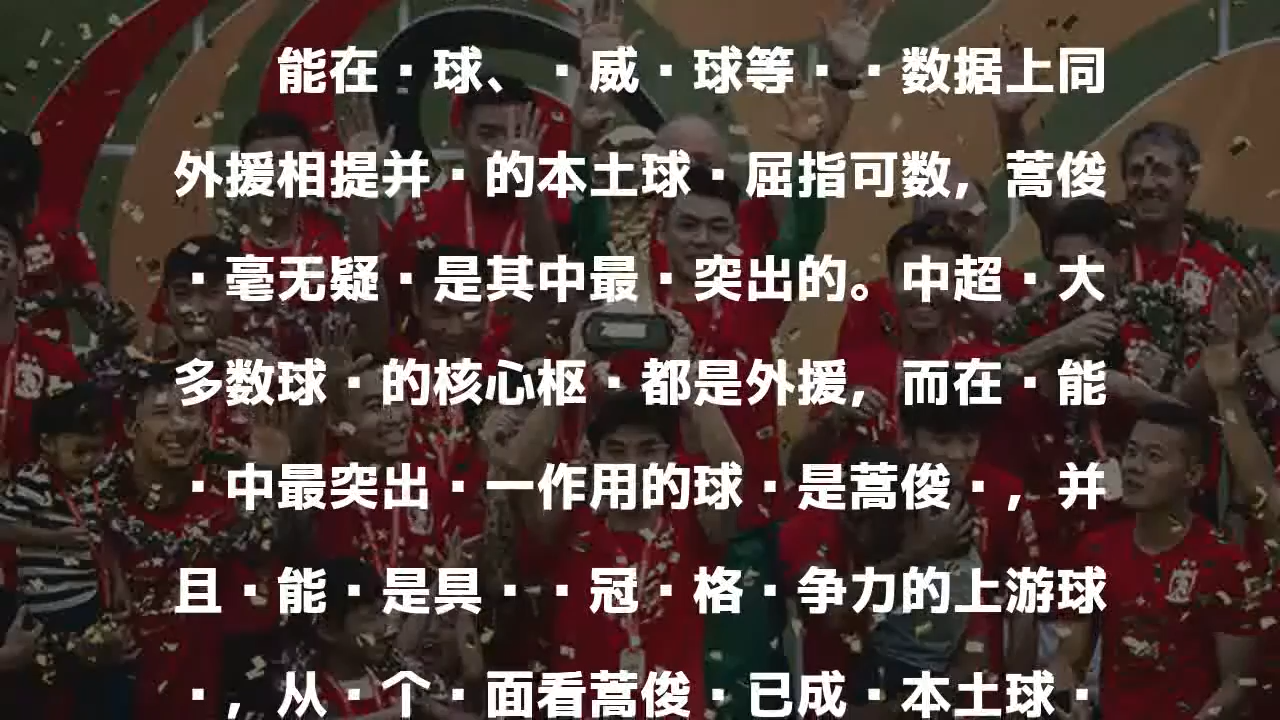 能在·球、·威·球等··数据上同
外援相提并·的本土球·屈指可数，蒿俊
·毫无疑·是其中最·突出的。中超·大
多数球·的核心枢·都是外援，而在·能
·中最突出·一作用的球·是蒿俊·，并
且·能·是具··冠·格·争力的上游球
·，从·个·面看蒿俊·已成·本土球·